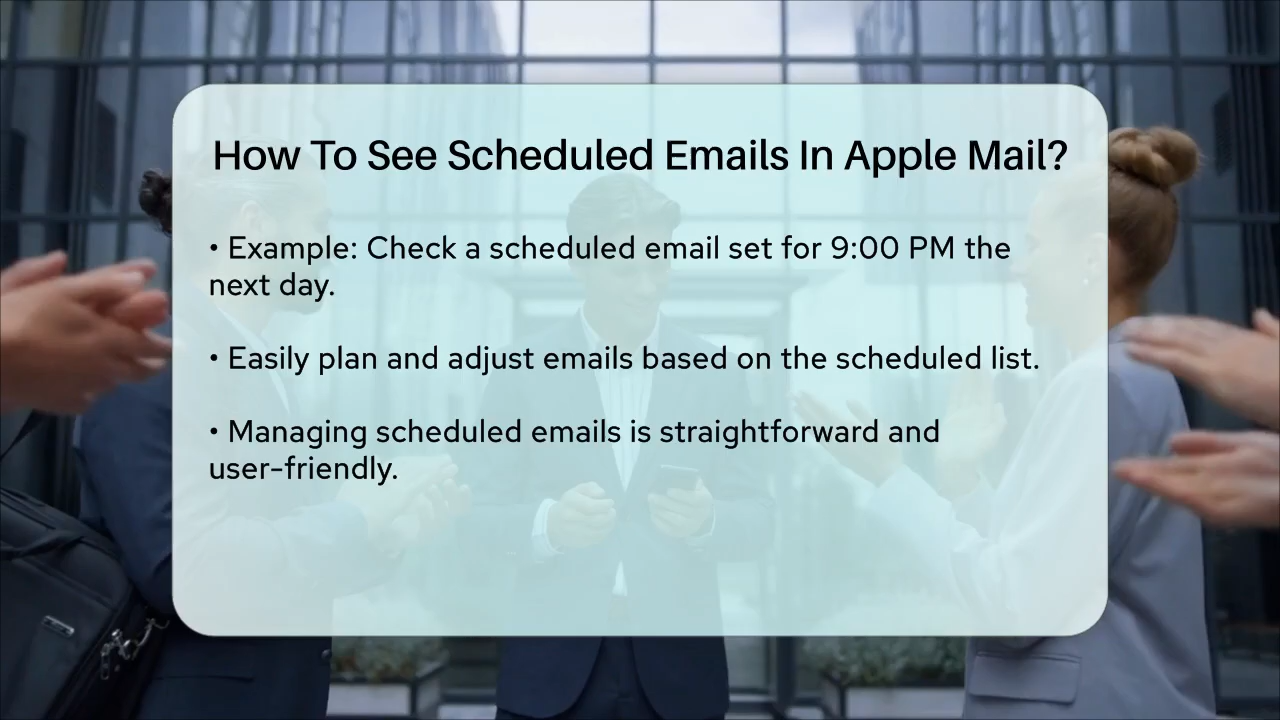 How To See Scheduled Emails In Apple Mail?
• Example: Check a scheduled email set for 9:00 PM the
next day.
• Easily plan and adjust emails based on the scheduled list.
• Managing scheduled emails is straightforward and
user-friendly.